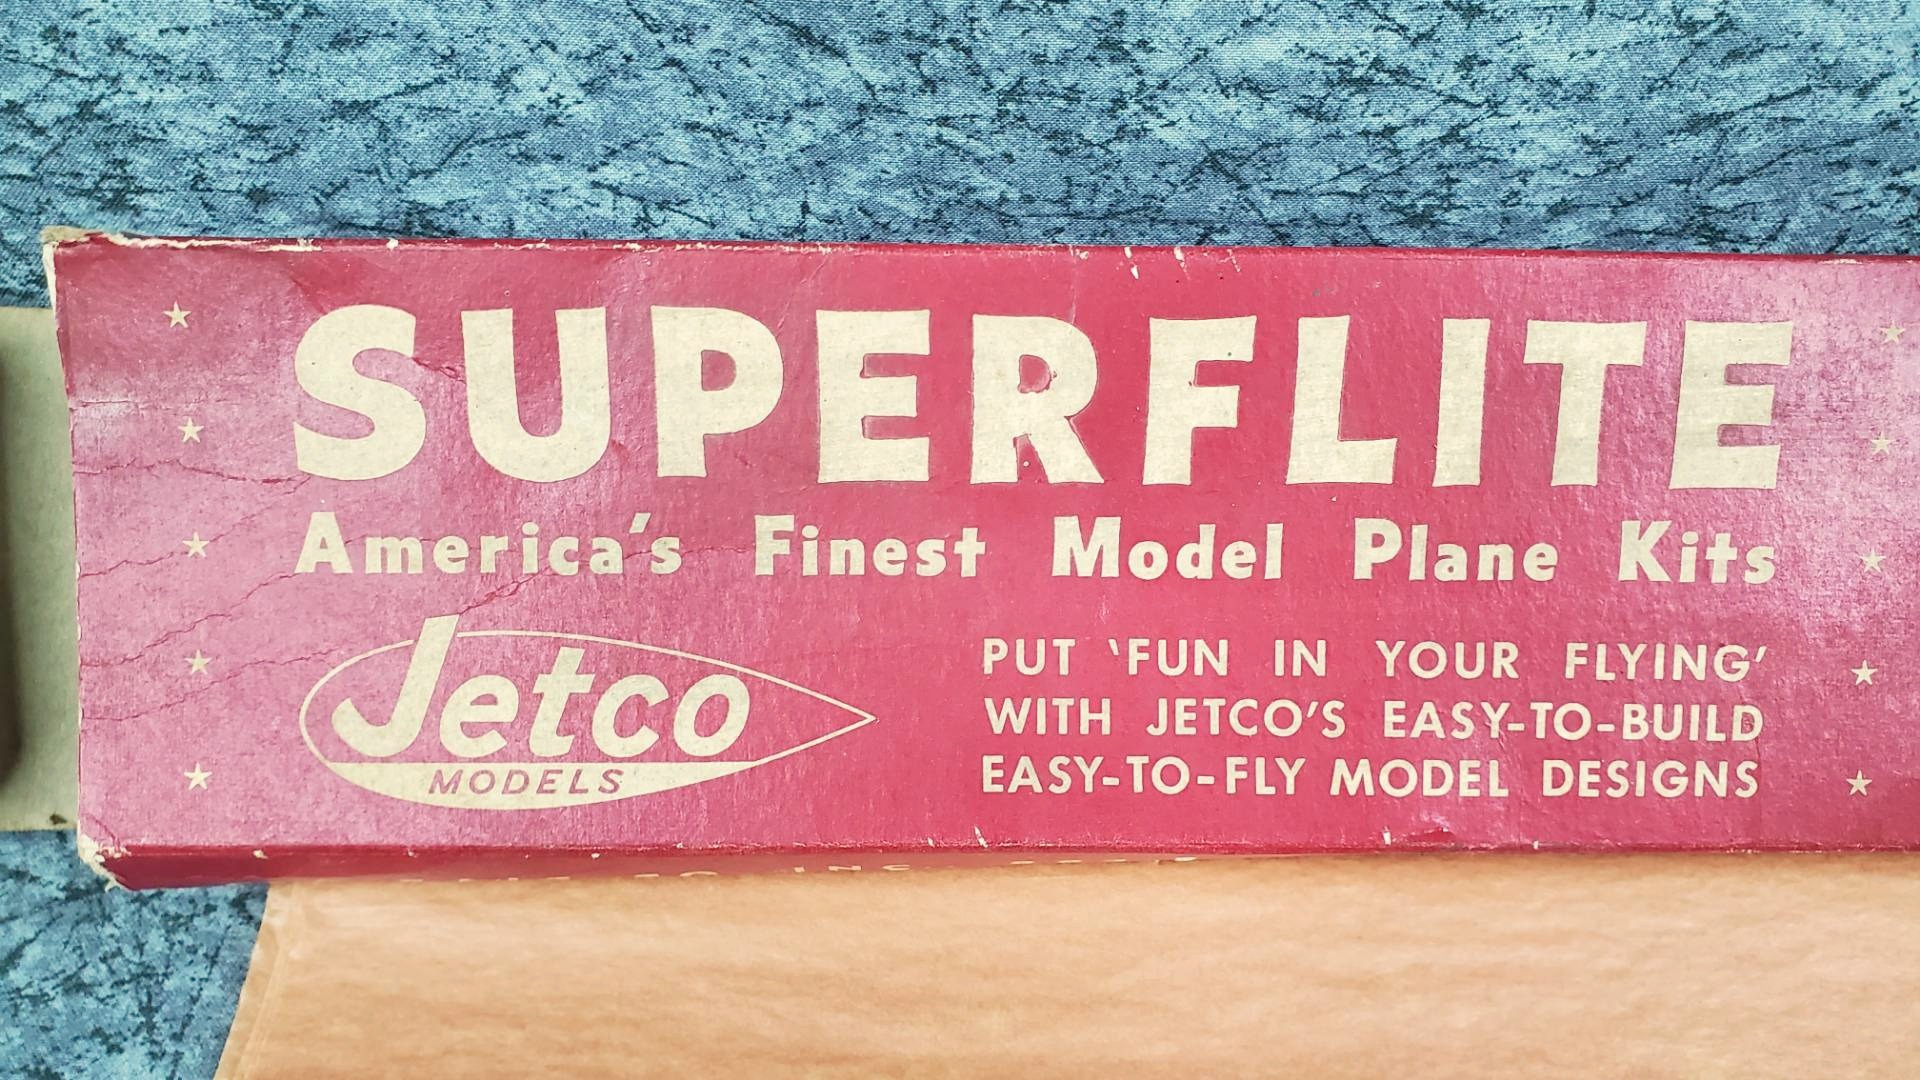 SUPERFLITE
America's Finest Model Plane Kits
Jetco
MODELS
PUT 'FUN IN YOUR FLYING'
WITH JETCO'S EASY-TO-BUILD
EASY-TO-FLY MODEL DESIGNS